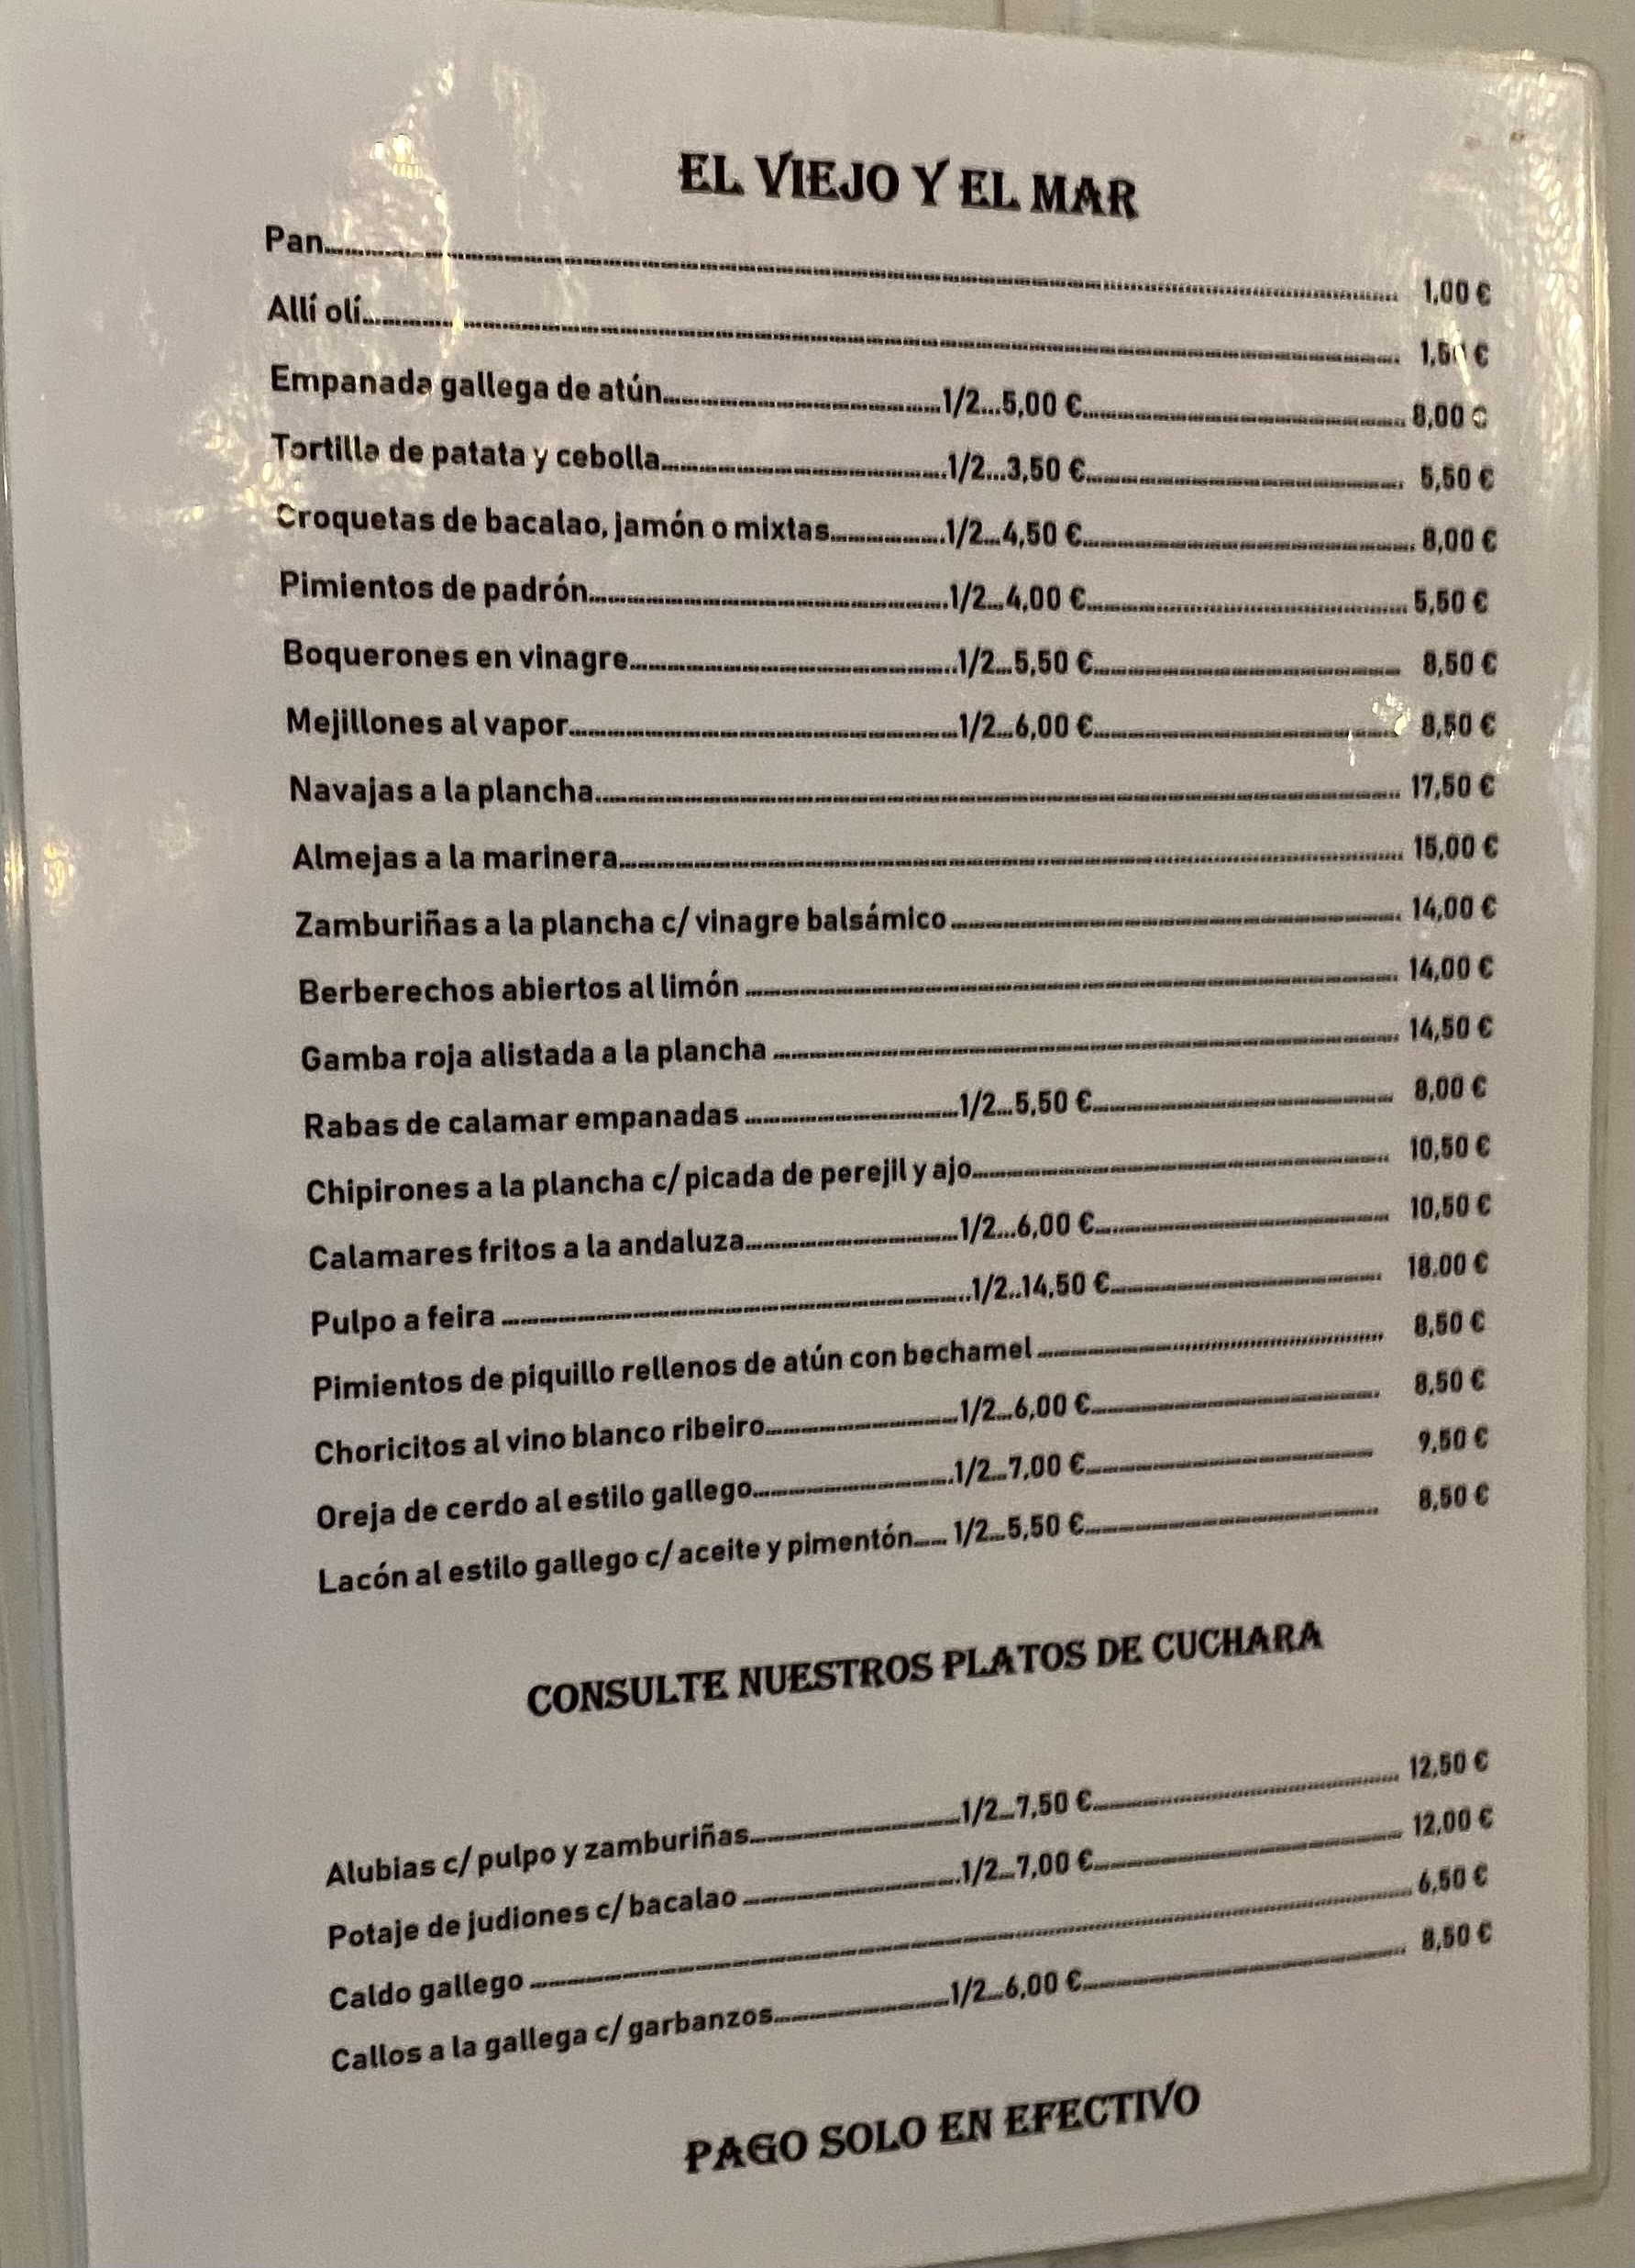 EL VIEJO Y EL MAR
Pan........ 1,00 €
Allí olí........ 1,50 €
Empanada gallega de atún........1/2...5,00 €........ 8,00 €
Tortilla de patata y cebolla........1/2...3,50 €........ 5,50 €
Croquetas de bacalao, jamón o mixtas........1/2...4,50 €........ 8,00 €
Pimientos de padrón........1/2...4,00 €........ 5,50 €
Boquerones en vinagre........1/2...5,50 €........ 8,50 €
Mejillones al vapor........1/2...6,00 €........ 8,50 €
Navajas a la plancha........ 17,50 €
Almejas a la marinera........ 15,00 €
Zamburiñas a la plancha c/ vinagre balsámico ........ 14,00 €
Berberechos abiertos al limón ........ 14,00 €
Gamba roja alistada a la plancha ........ 14,50 €
Rabas de calamar empanadas ........1/2...5,50 €........ 8,00 €
Chipirones a la plancha c/ picada de perejil y ajo........ 10,50 €
Calamares fritos a la andaluza........1/2...6,00 €........ 10,50 €
Pulpo a feira ........1/2..14,50 €........ 18.00 €
Pimientos de piquillo rellenos de atún con bechamel ........ 8,50 €
Choricitos al vino blanco ribeiro........1/2...6,00 €........ 8,50 €
Oreja de cerdo al estilo gallego........1/2...7,00 €........ 9,50 €
Lacón al estilo gallego c/ aceite y pimentón..... 1/2...5,50 €........ 8,50 €
CONSULTE NUESTROS PLATOS DE CUCHARA
Alubias c/ pulpo y zamburiñas........1/2...7,50 €........ 12,50 €
Potaje de judiones c/ bacalao ........1/2...7,00 €........ 12,00 €
Caldo gallego ........ 6,50 €
Callos a la gallega c/ garbanzos........1/2...6,00 €........ 8,50 €
PAGO SOLO EN EFECTIVO